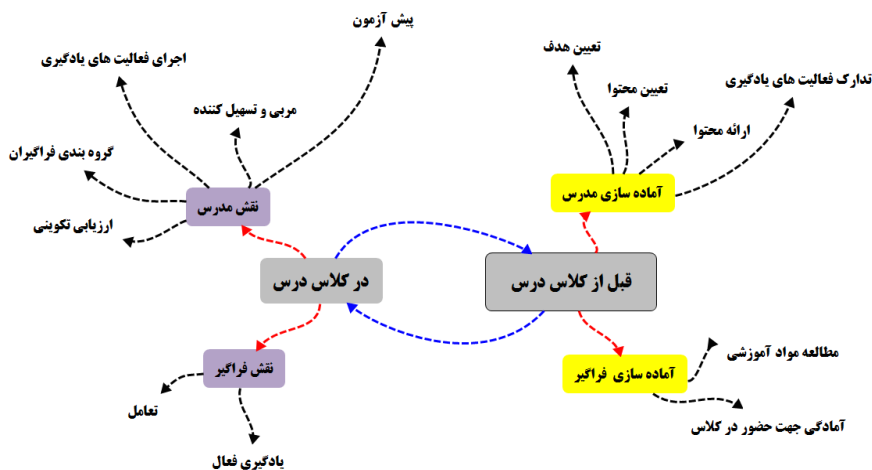 تعیین هدف
تعیین محتوا
تدارک فعالیت های یادگیری
ارائه محتوا
آماده سازی مدرس
قبل از کلاس درس
آماده سازی فراگیر
مطالعه مواد آموزشی
آمادگی جهت حضور در کلاس
پیش آزمون
اجرای فعالیت های یادگیری
مربی و تسهیل کننده
گروه بندی فراگیران
نقش مدرس
ارزیابی تکوینی
در کلاس درس
نقش فراگیر
تعامل
یادگیری فعال